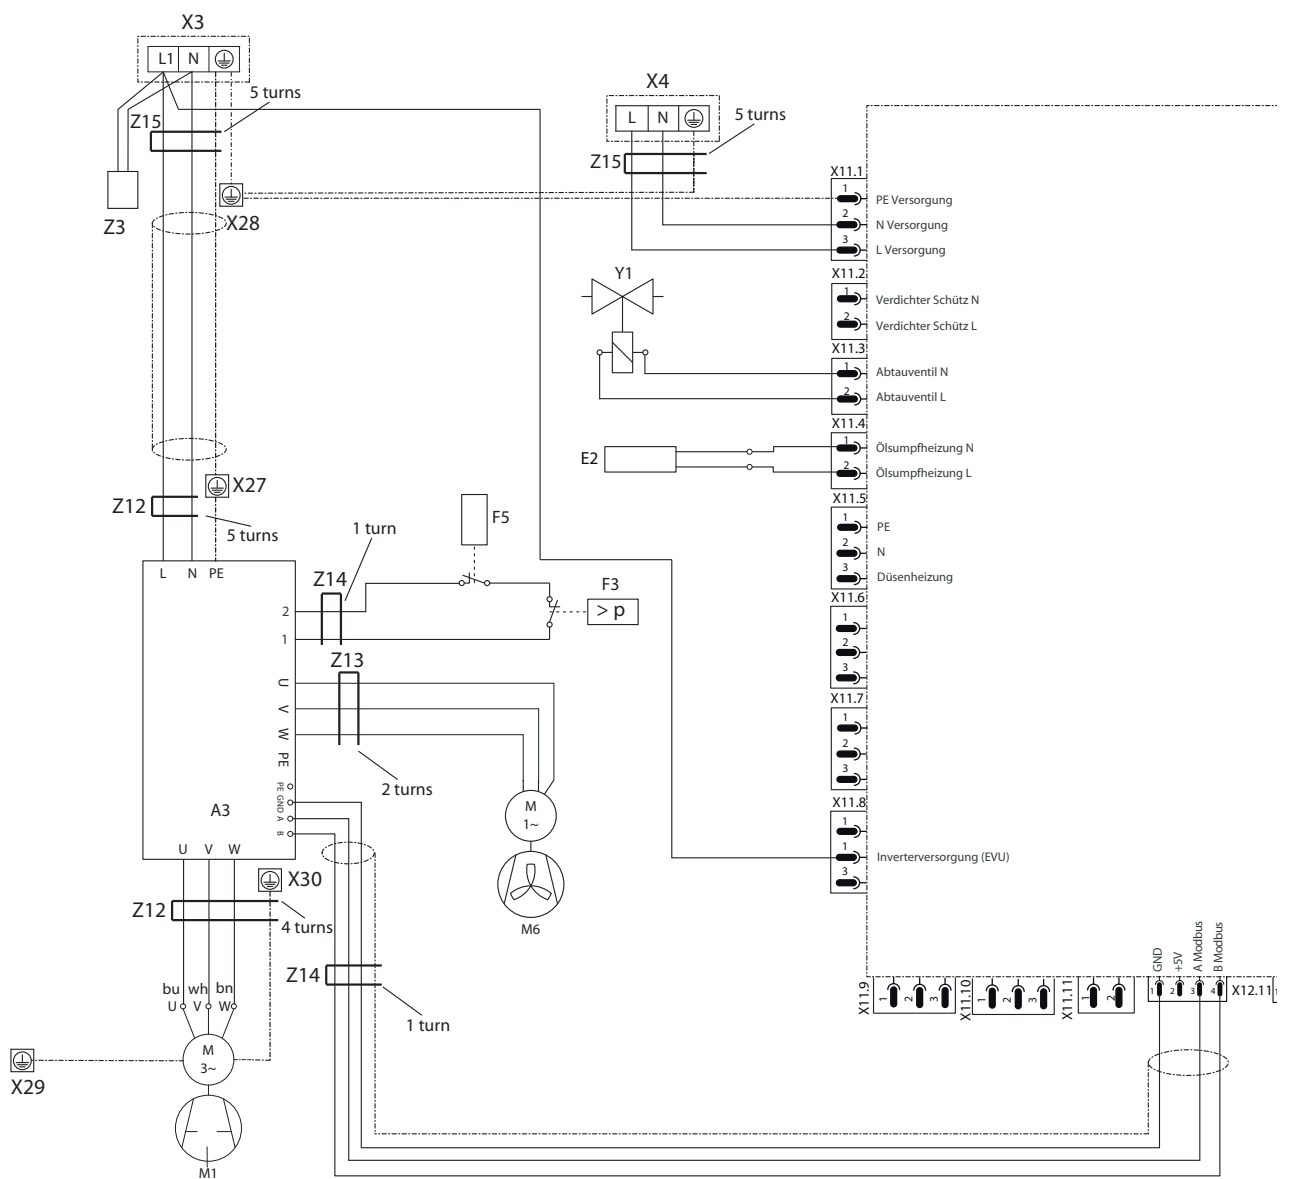 X3
L1 N
5 turns
Z15
Z3
X28
X4
L N
5 turns
Z15
X11.1
1 PE Versorgung
2 N Versorgung
3 L Versorgung
Y1
X11.2
1 Verdichter Schütz N
2 Verdichter Schütz L
X11.3
1 Abtauventil N
2 Abtauventil L
X11.4
E2
1 Ölsumpfheizung N
2 Ölsumpfheizung L
X27
Z12
5 turns
X11.5
1 PE
2 N
3 Düsenheizung
F5
1 turn
L N PE
Z14
F3
> p
2
1
X11.6
1
2
3
Z13
U
V
W
PE
2 turns
X11.7
1
2
3
PE
GND
A
B
A3
M
1~
M6
X11.8
1
1 Inverterversorgung (EVU)
3
U V W
X30
Z12
4 turns
Z14
1 turn
bu wh bn
U V W
M
3~
X29
M1
X11.9
1 2 3
X11.10
1 2 3
X11.11
1 2
GND
+5V
A Modbus
B Modbus
1 2 3 4
X12.11
1